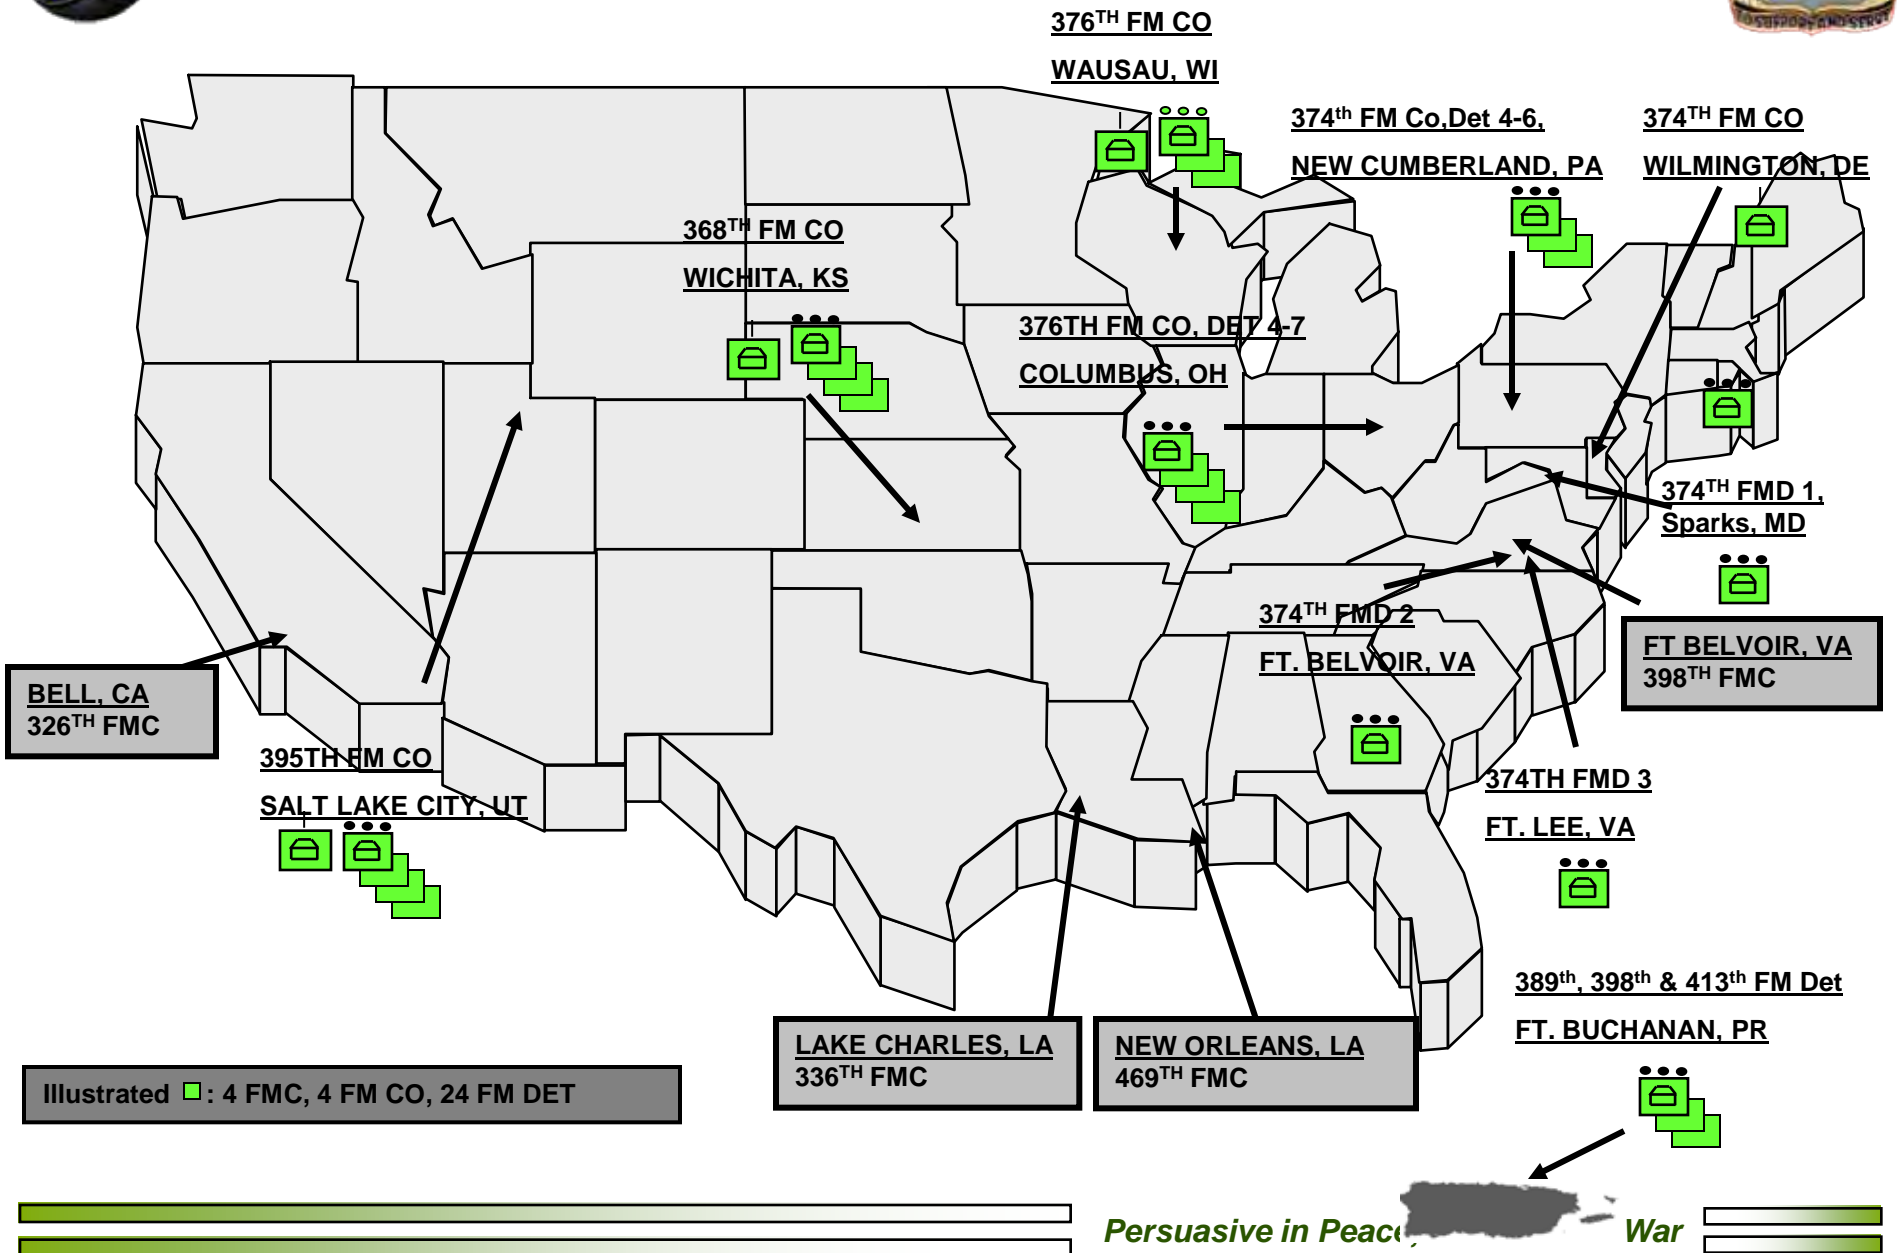 TO SUPPORT AND SERVE
376TH FM CO
WAUSAU, WI
374th FM Co,Det 4-6,
NEW CUMBERLAND, PA
374TH FM CO
WILMINGTON, DE
368TH FM CO
WICHITA, KS
376TH FM CO, DET 4-7
COLUMBUS, OH
374TH FMD 1,
Sparks, MD
374TH FMD 2
FT. BELVOIR, VA
FT BELVOIR, VA
398TH FMC
BELL, CA
326TH FMC
395TH FM CO
SALT LAKE CITY, UT
374TH FMD 3
FT. LEE, VA
389th, 398th & 413th FM Det
FT. BUCHANAN, PR
LAKE CHARLES, LA
336TH FMC
NEW ORLEANS, LA
469TH FMC
Illustrated : 4 FMC, 4 FM CO, 24 FM DET
Persuasive in Peace, War